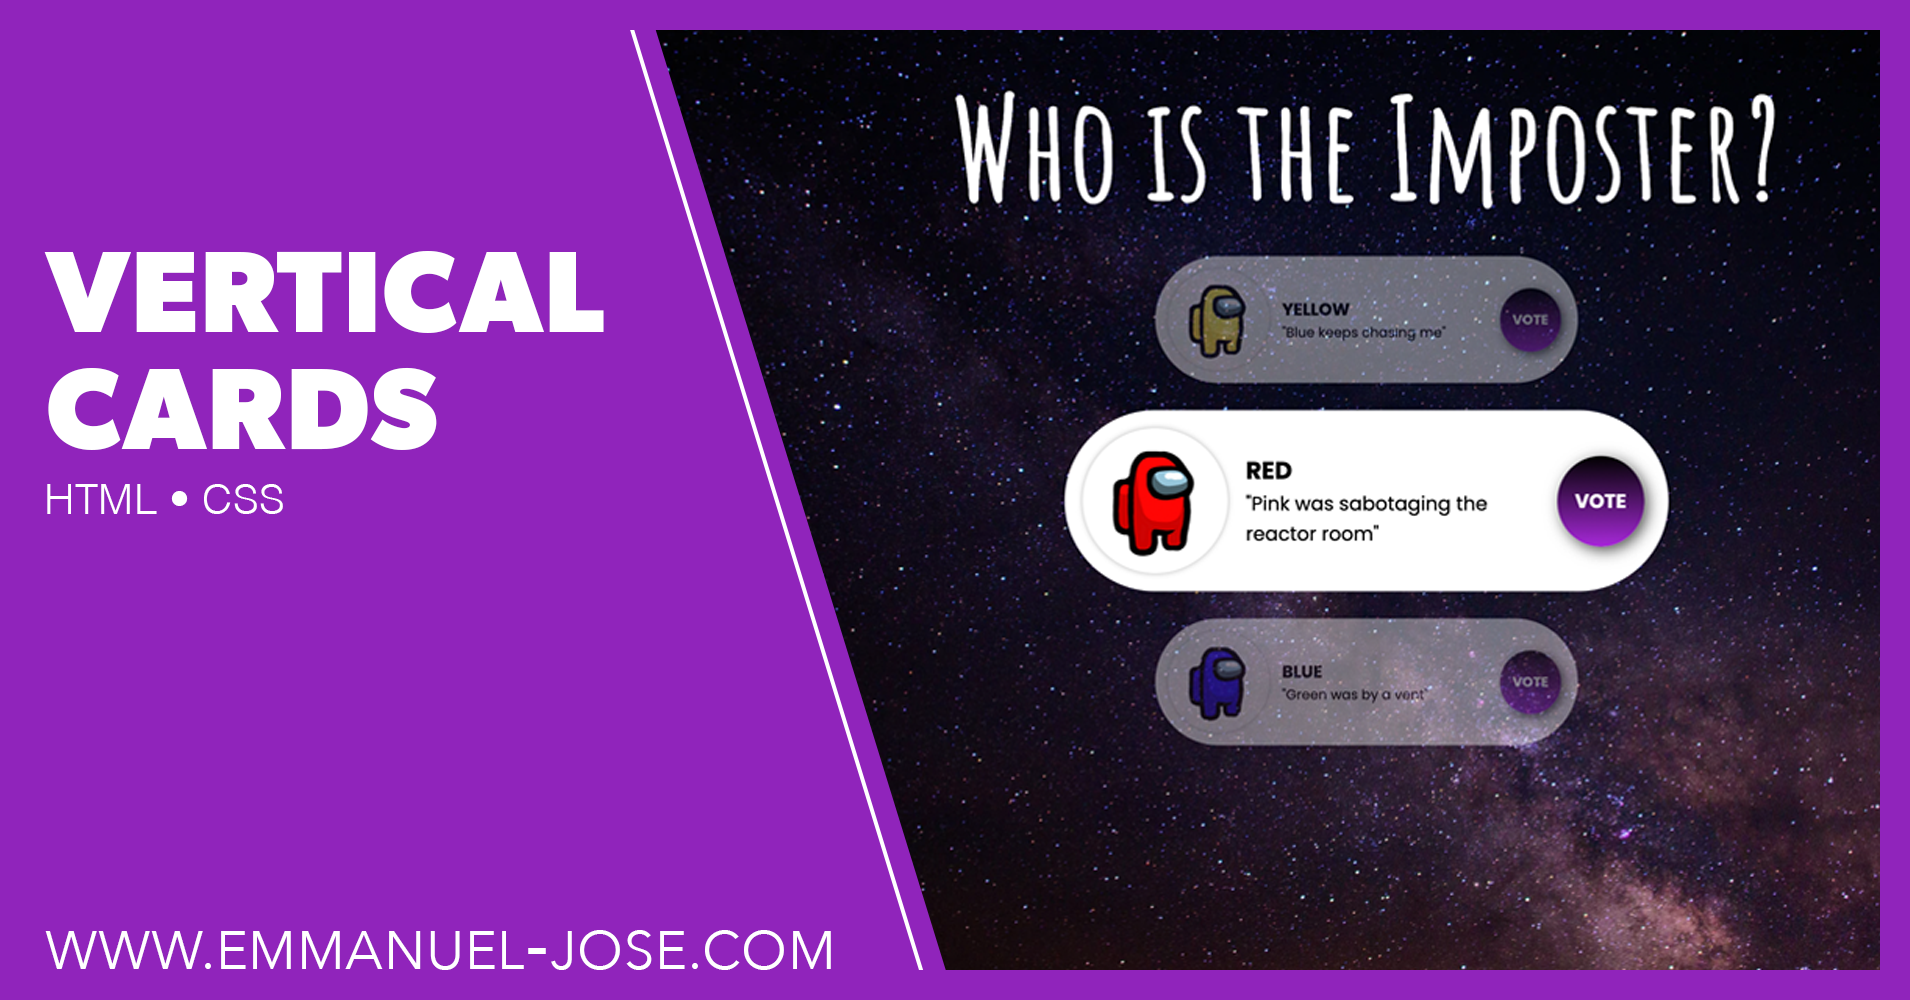 VERTICAL
CARDS
HTML • CSS
WWW.EMMANUEL-JOSE.COM
WHO IS THE IMPOSTER?
YELLOW
"Blue keeps chasing me"
VOTE
RED
"Pink was sabotaging the
reactor room"
VOTE
BLUE
"Green was by a vent"
VOTE